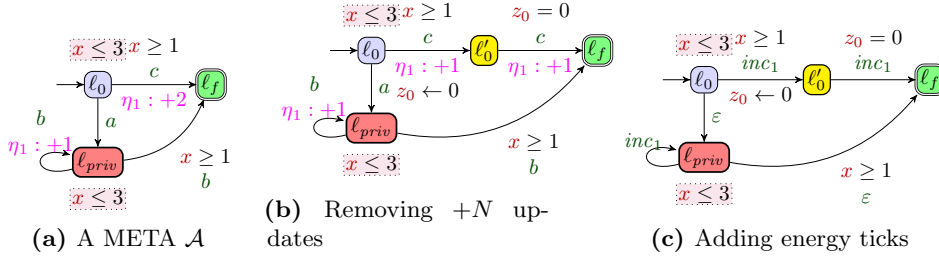 x ≤ 3 x ≥ 1
ℓ0 c ℓf
η1 : +2
b a
η1 : +1
ℓpriv x ≥ 1
b
x ≤ 3
(a) A META 𝒜
x ≤ 3 x ≥ 1 z0 = 0
ℓ0 c ℓ′0 c ℓf
η1 : +1 η1 : +1
b a z0 ← 0
η1 : +1
ℓpriv x ≥ 1
b
x ≤ 3
(b) Removing +N up-
dates
x ≤ 3 x ≥ 1 z0 = 0
inc1 inc1
ℓ0 ℓ′0 ℓf
z0 ← 0
ε
inc1
ℓpriv x ≥ 1
ε
x ≤ 3
(c) Adding energy ticks